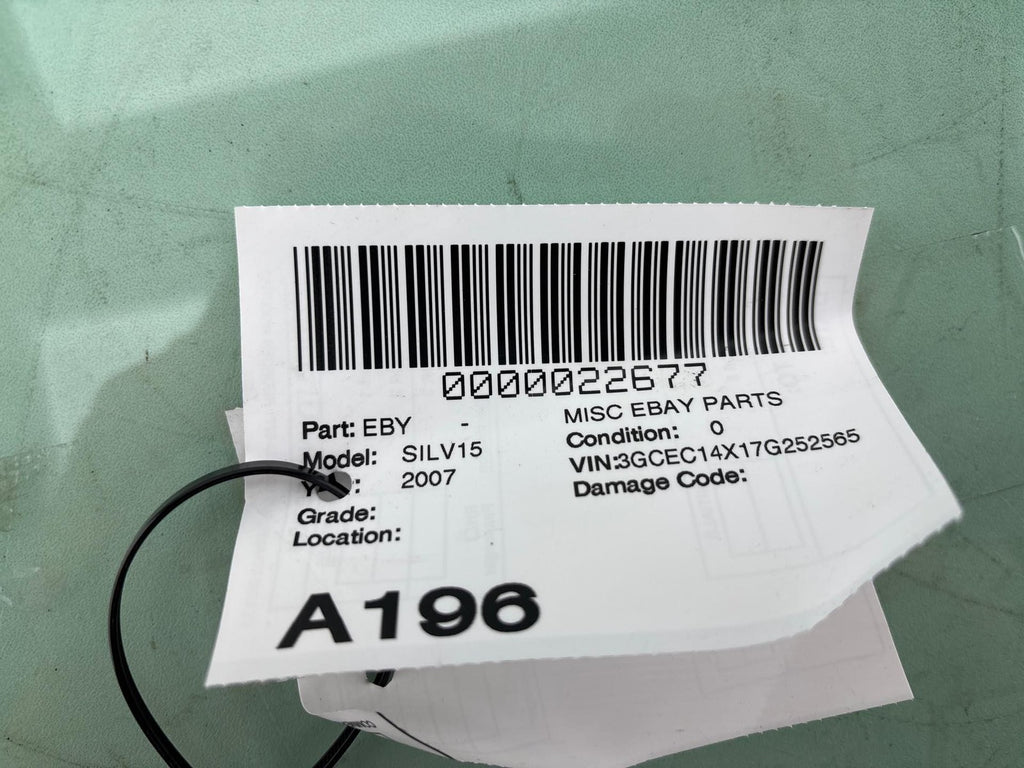 0000022677
Part: EBY -
MISC EBAY PARTS
Model: SILV15
Condition: 0
2007
VIN:3GCEC14X17G252565
Grade:
Damage Code:
Location:
A196